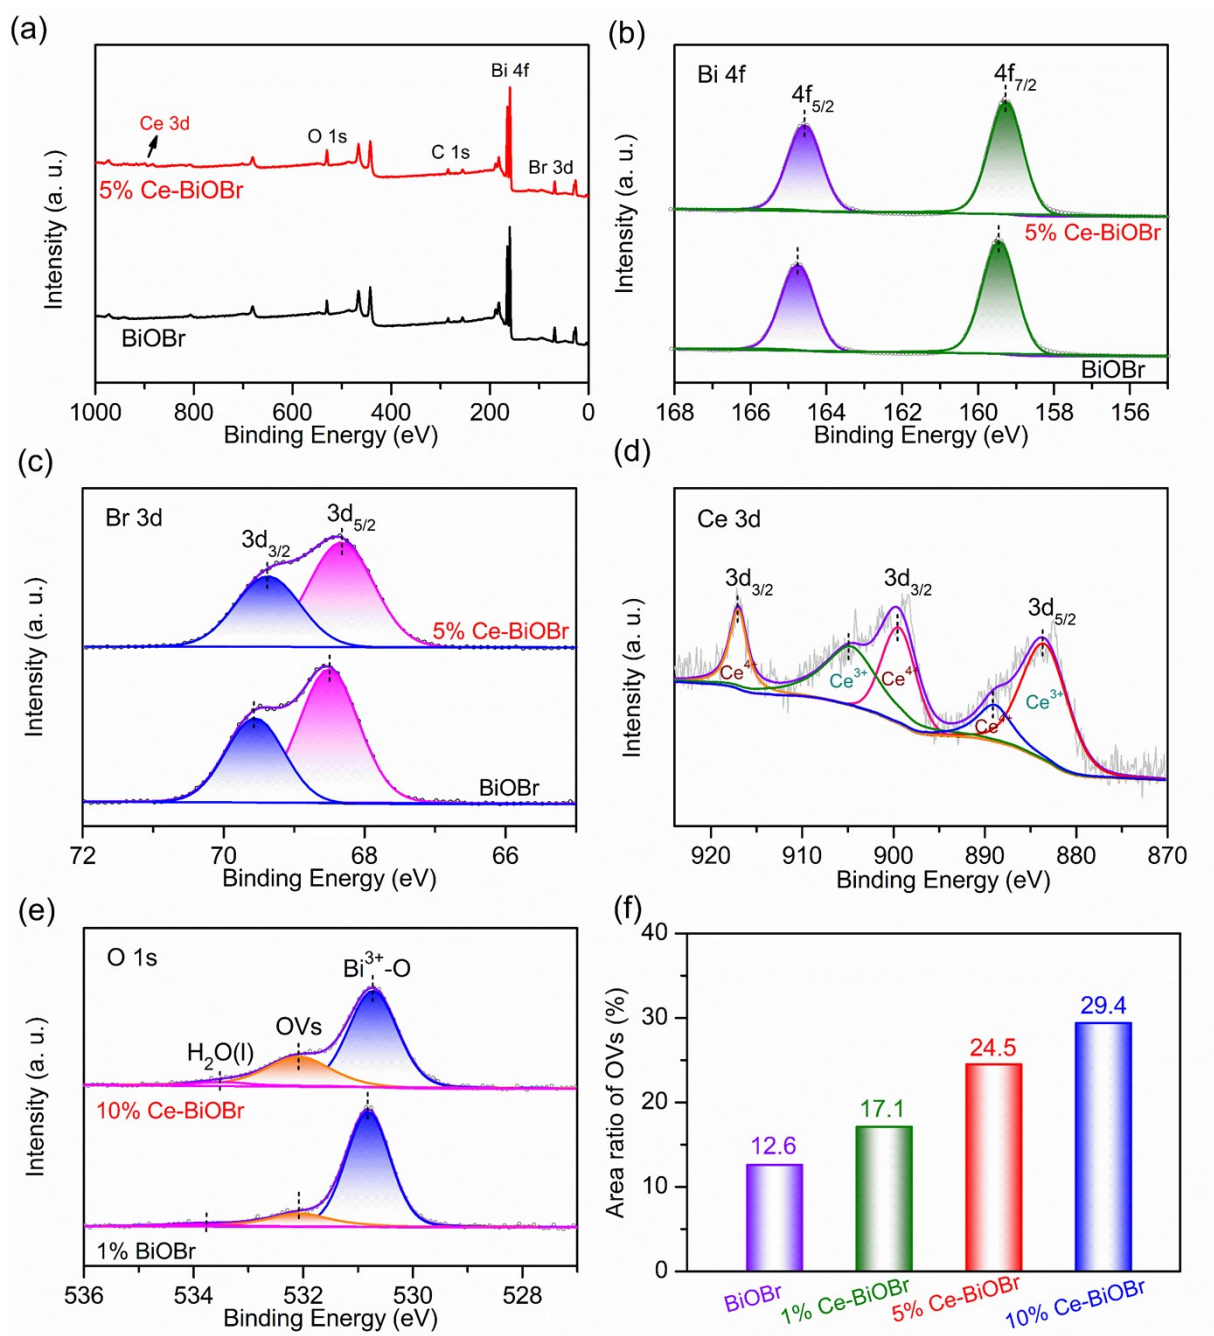 (a)
Bi 4f
Ce 3d
O 1s
C 1s
Br 3d
5% Ce-BiOBr
BiOBr
Intensity (a. u.)
1000 800 600 400 200 0
Binding Energy (eV)
(b)
Bi 4f
4f5/2
4f7/2
5% Ce-BiOBr
BiOBr
Intensity (a. u.)
168 166 164 162 160 158 156
Binding Energy (eV)
(c)
Br 3d
3d3/2
3d5/2
5% Ce-BiOBr
BiOBr
Intensity (a. u.)
72 70 68 66
Binding Energy (eV)
(d)
Ce 3d
3d3/2
3d3/2
3d5/2
Ce4+
Ce3+
Ce4+
Ce4+
Ce3+
Intensity (a. u.)
920 910 900 890 880 870
Binding Energy (eV)
(e)
O 1s
Bi3+-O
OVs
H2O(l)
10% Ce-BiOBr
1% BiOBr
Intensity (a. u.)
536 534 532 530 528
Binding Energy (eV)
(f)
40
30
20
10
0
Area ratio of OVs (%)
12.6
17.1
24.5
29.4
BiOBr
1% Ce-BiOBr
5% Ce-BiOBr
10% Ce-BiOBr